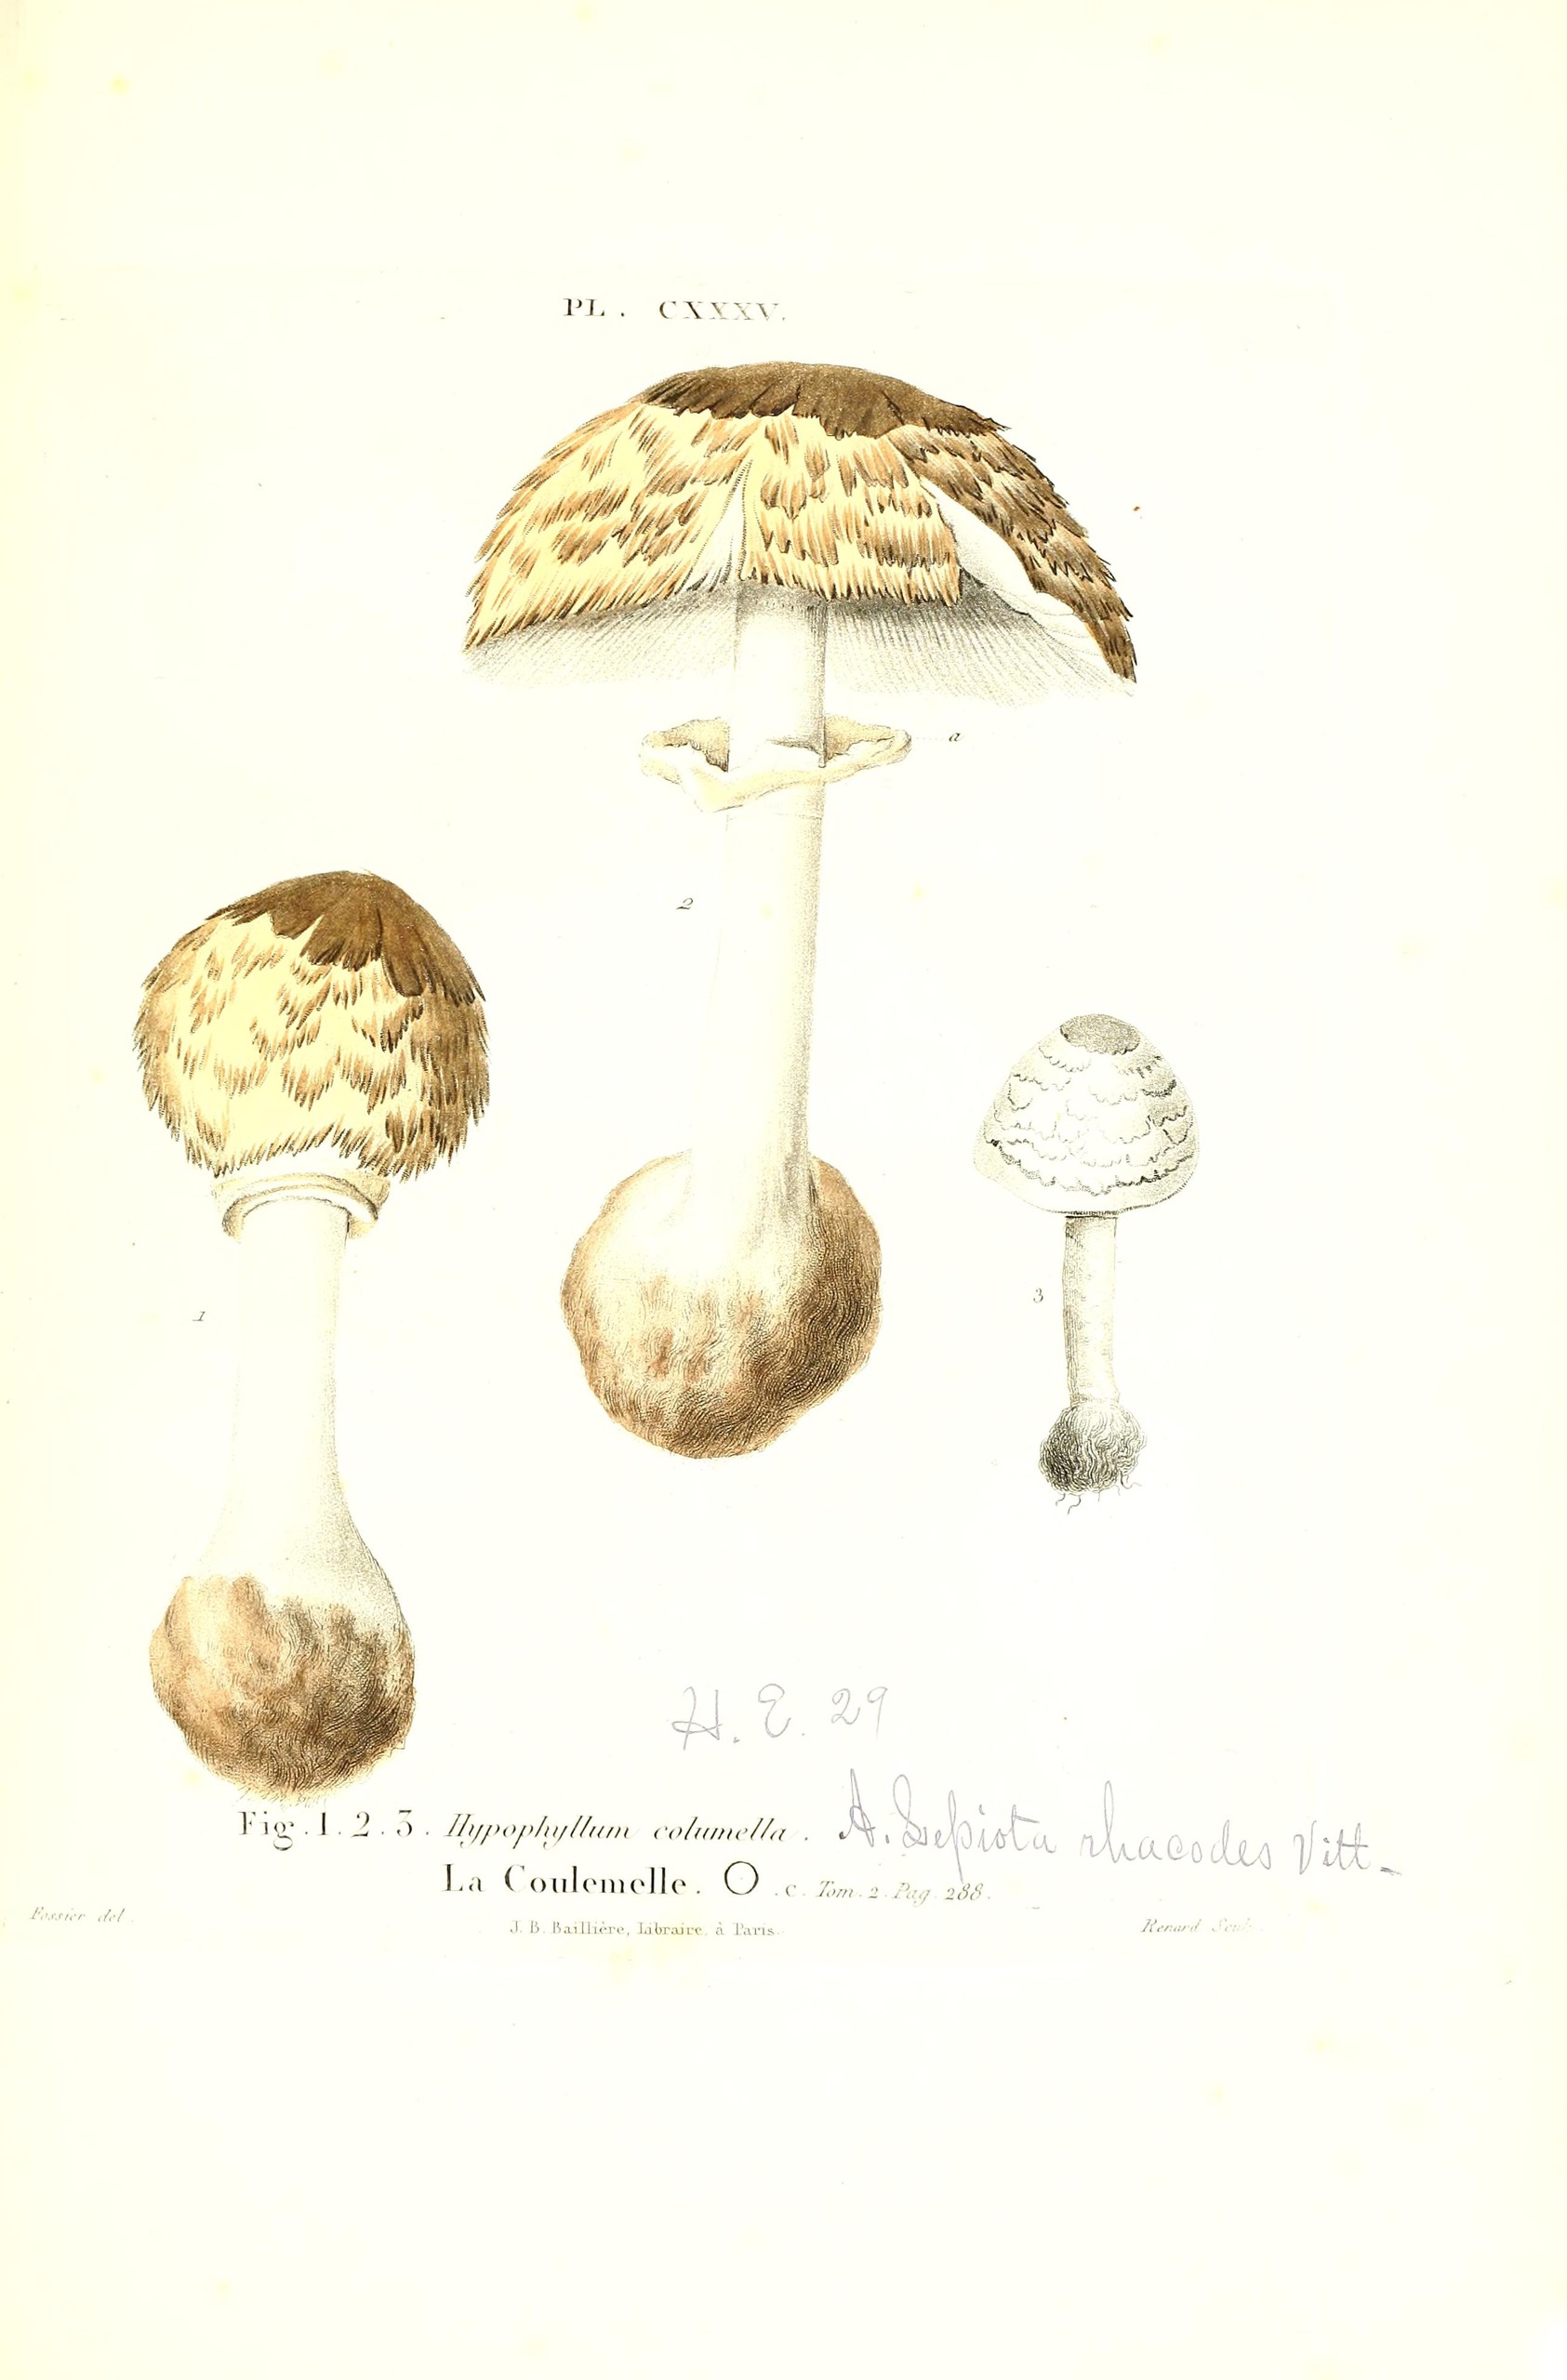 PL. CXXXV.
a
2
1
3
H. E. 29
Fig. 1. 2. 3. Hypophyllum columella. A. Lepiota rhacodes Vitt.
La Coulemelle. .c. Tom. 2. Pag. 288.
Fossier del.
J. B. Baillière, Libraire, à Paris.
Renard Sculp.